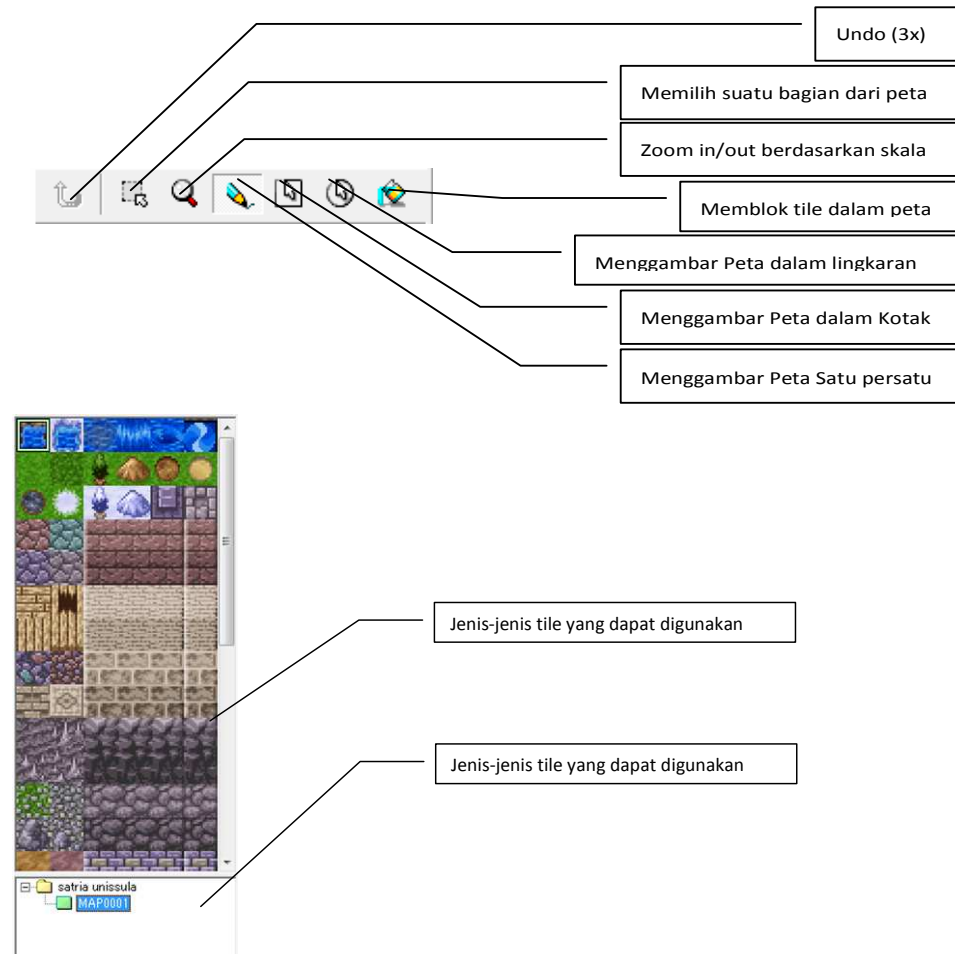 Undo (3x)
Memilih suatu bagian dari peta
Zoom in/out berdasarkan skala
Memblok tile dalam peta
Menggambar Peta dalam lingkaran
Menggambar Peta dalam Kotak
Menggambar Peta Satu persatu
Jenis-jenis tile yang dapat digunakan
Jenis-jenis tile yang dapat digunakan
satria unissula
MAP0001